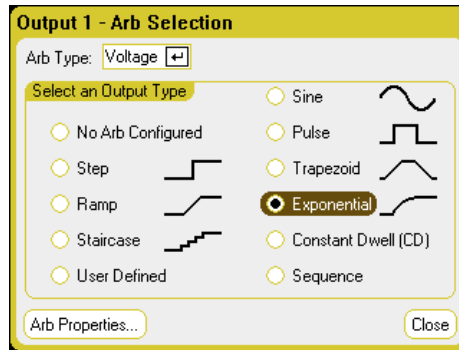 Output 1 - Arb Selection
Arb Type: Voltage
Select an Output Type
No Arb Configured
Step
Ramp
Staircase
User Defined
Sine
Pulse
Trapezoid
Exponential
Constant Dwell (CD)
Sequence
Arb Properties...
Close